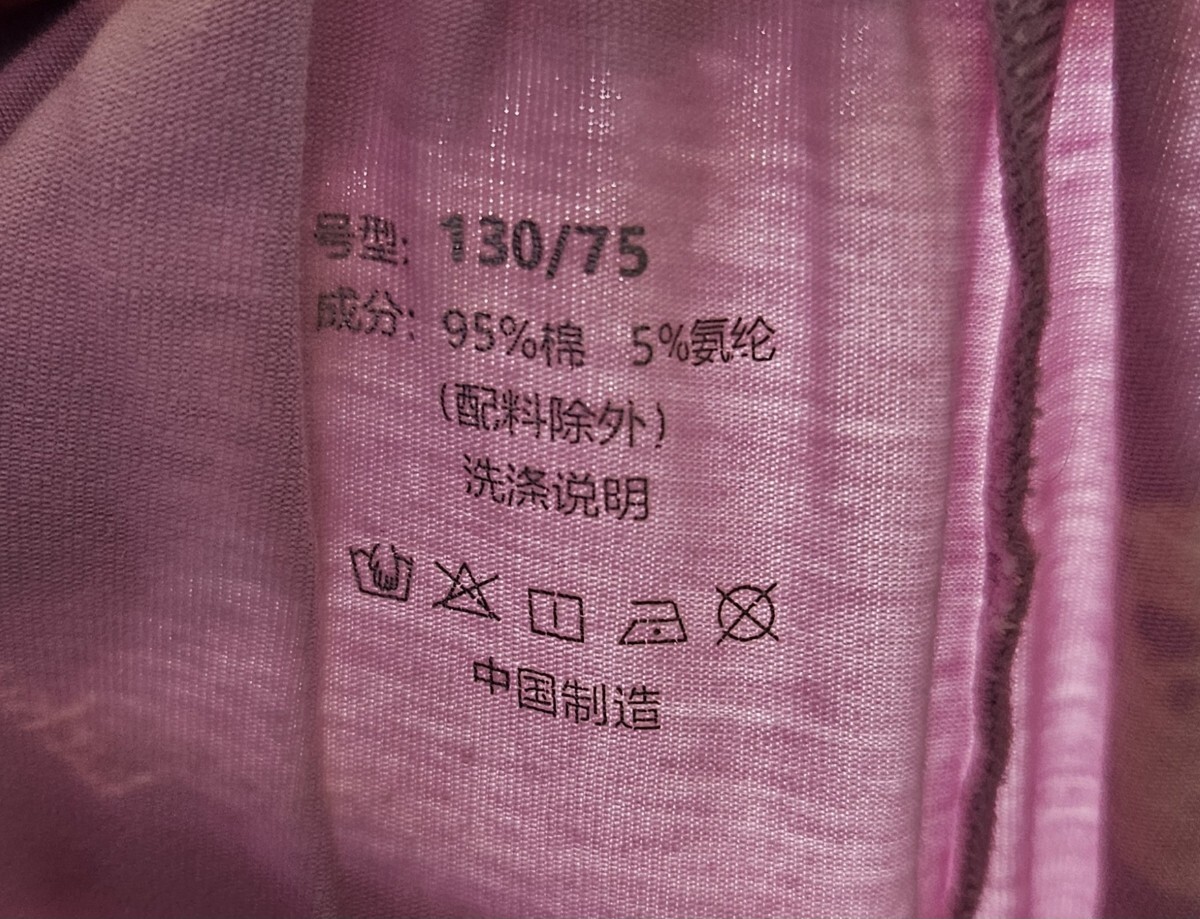 号型: 130/75
成分: 95%棉 5%氨纶
(配料除外)
洗涤说明
中国制造